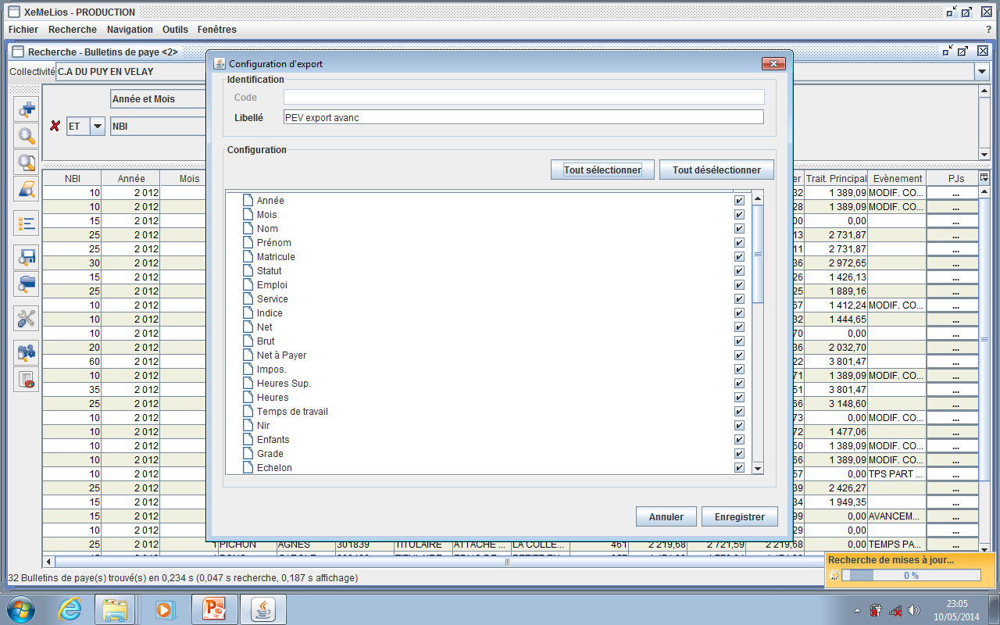 XeMeLios - PRODUCTION
Fichier Recherche Navigation Outils Fenêtres ?
Recherche - Bulletins de paye <2>
Collectivité C.A DU PUY EN VELAY
Année et Mois
ET NBI
Configuration d'export
Identification
Code
Libellé PEV export avanc
Configuration
Tout sélectionner Tout désélectionner
Année
Mois
Nom
Prénom
Matricule
Statut
Emploi
Service
Indice
Net
Brut
Net à Payer
Impos.
Heures Sup.
Heures
Temps de travail
Nir
Enfants
Grade
Echelon
Annuler Enregistrer
NBI Année Mois er Trait. Principal Evènement PJs
10 2 012 32 1 389,09 MODIF. CO... ...
10 2 012 28 1 389,09 MODIF. CO... ...
15 2 012 00 0,00 ...
25 2 012 13 2 731,87 ...
25 2 012 11 2 731,87 ...
30 2 012 36 2 972,65 ...
15 2 012 26 1 426,13 ...
25 2 012 25 1 889,16 ...
10 2 012 67 1 412,24 MODIF. CO... ...
10 2 012 32 1 444,65 ...
10 2 012 70 0,00 ...
20 2 012 36 2 032,70 ...
60 2 012 22 3 801,47 ...
10 2 012 71 1 389,09 MODIF. CO... ...
35 2 012 51 3 801,47 ...
25 2 012 66 3 148,60 ...
10 2 012 73 0,00 MODIF. CO... ...
10 2 012 72 1 477,06 ...
10 2 012 50 1 389,09 MODIF. CO... ...
10 2 012 66 1 389,09 MODIF. CO... ...
10 2 012 57 0,00 TPS PART ... ...
25 2 012 39 2 426,27 ...
15 2 012 34 1 949,35 ...
15 2 012 99 0,00 AVANCEM... ...
10 2 012 29 0,00 ...
25 2 012 1 PICHON AGNES 301839 TITULAIRE ATTACHE ... LA COLLE... 461 2 219,68 2 721,59 2 219,68 0,00 TEMPS PA... ...
32 Bulletins de paye(s) trouvé(s) en 0,234 s (0,047 s recherche, 0,187 s affichage)
Recherche de mises à jour...
0 %
23:05
10/05/2014